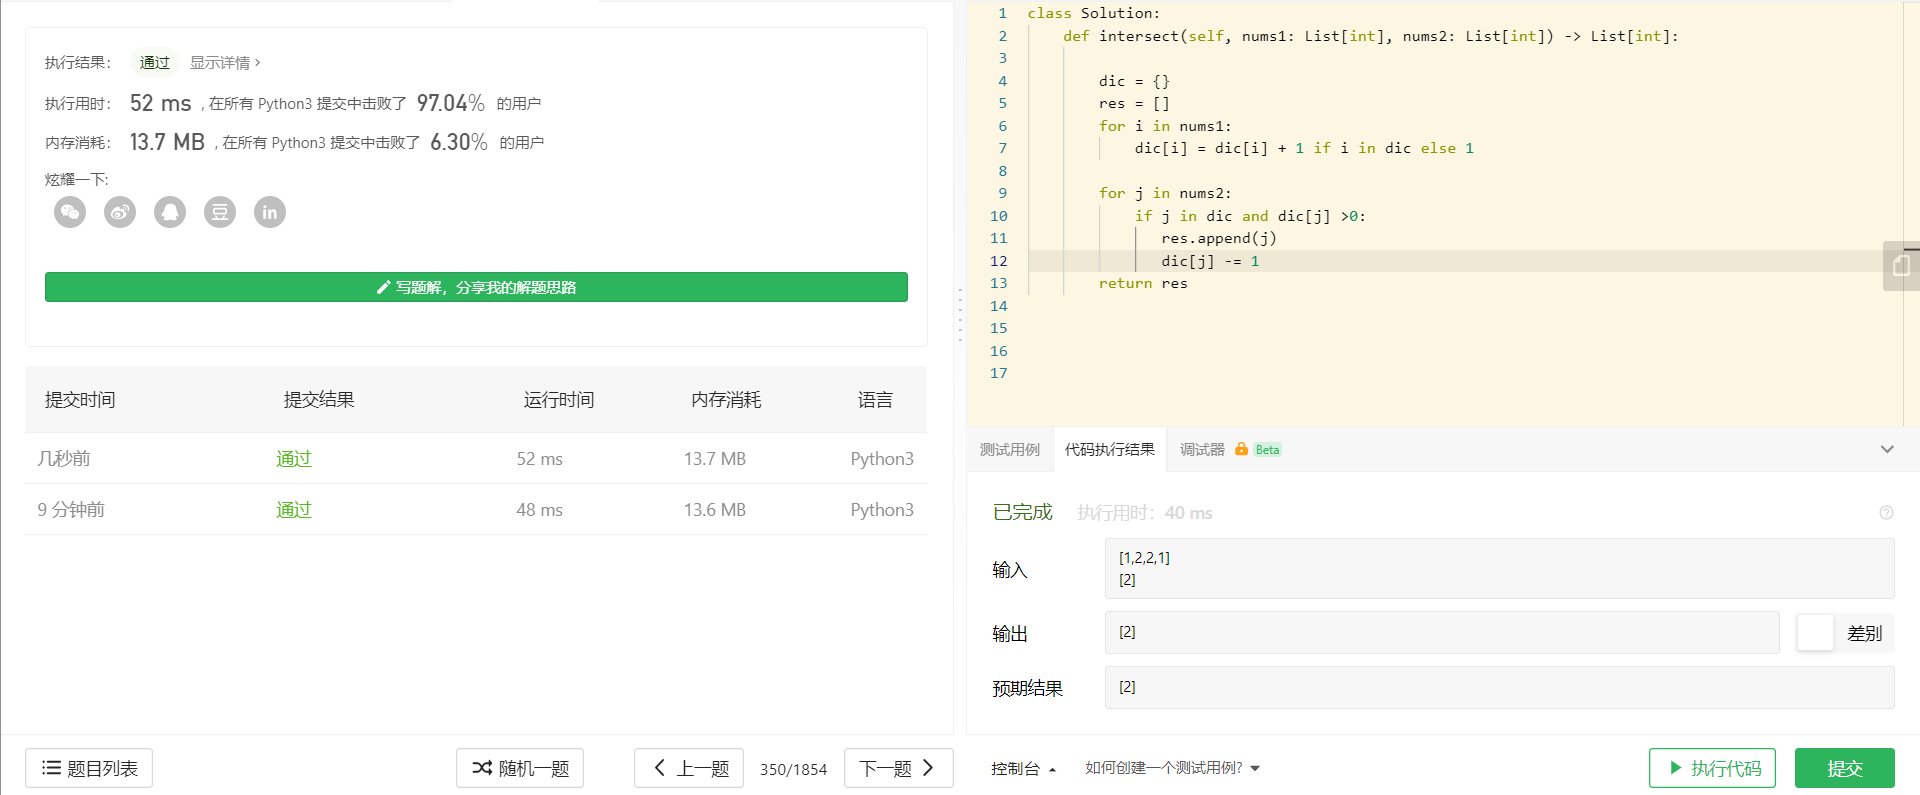 执行结果： 通过 显示详情 ›
执行用时： 52 ms , 在所有 Python3 提交中击败了 97.04% 的用户
内存消耗： 13.7 MB , 在所有 Python3 提交中击败了 6.30% 的用户
炫耀一下:
写题解，分享我的解题思路
提交时间 提交结果 运行时间 内存消耗 语言
几秒前 通过 52 ms 13.7 MB Python3
9 分钟前 通过 48 ms 13.6 MB Python3
题目列表 随机一题 上一题 350/1854 下一题
1 class Solution:
2     def intersect(self, nums1: List[int], nums2: List[int]) -> List[int]:
3
4         dic = {}
5         res = []
6         for i in nums1:
7             dic[i] = dic[i] + 1 if i in dic else 1
8
9         for j in nums2:
10             if j in dic and dic[j] >0:
11                res.append(j)
12                dic[j] -= 1
13         return res
14
15
16
17
测试用例 代码执行结果 调试器 Beta
已完成 执行用时：40 ms
输入
[1,2,2,1]
[2]
输出 [2] 差别
预期结果 [2]
控制台 如何创建一个测试用例? 执行代码 提交